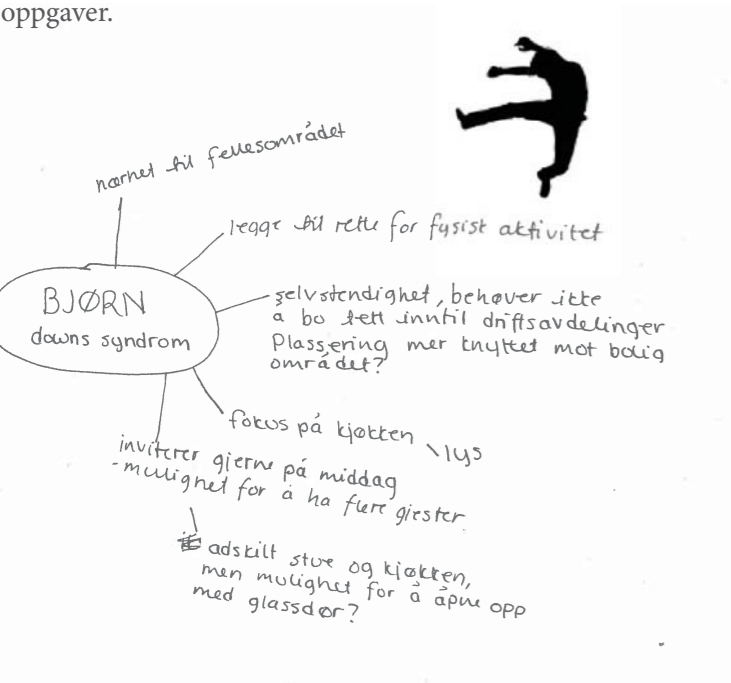 oppgaver.
nærhet til fellesområdet
legge til rette for fysisk aktivitet
BJØRN
downs syndrom
selvstendighet, behøver ikke
å bo tett inntil driftsavdelinger
Plassering mer knyttet mot bolig
området?
fokus på kjøkken
lys
inviterer gjerne på middag
- mulighet for å ha flere gjester
adskilt stue og kjøkken,
men mulighet for å åpne opp
med glassdør?